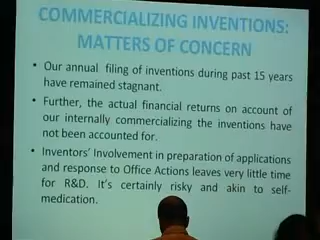 COMMERCIALIZING INVENTIONS:
MATTERS OF CONCERN
• Our annual filing of inventions during past 15 years
have remained stagnant.
• Further, the actual financial returns on account of
our internally commercializing the inventions have
not been accounted for.
• Inventors' Involvement in preparation of applications
and response to Office Actions leaves very little time
for R&D. It's certainly risky and akin to self-
medication.